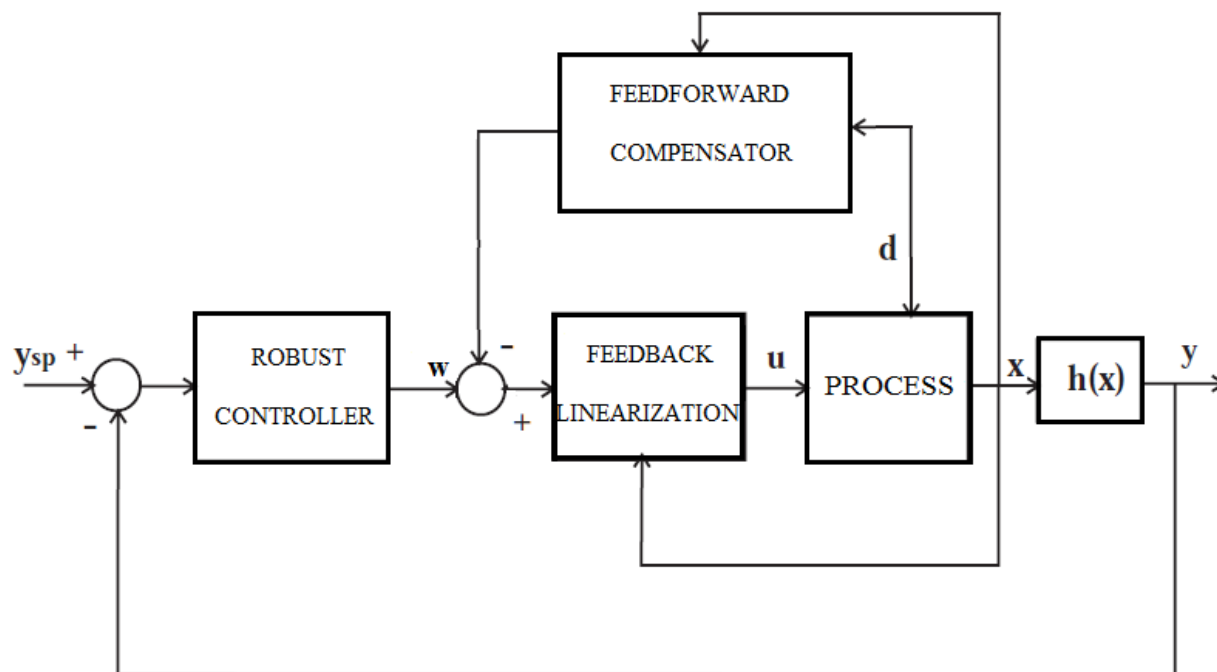 FEEDFORWARD
COMPENSATOR
d
-
ysp +
-
ROBUST
CONTROLLER
w
+
FEEDBACK
LINEARIZATION
u
PROCESS
x
h(x)
y